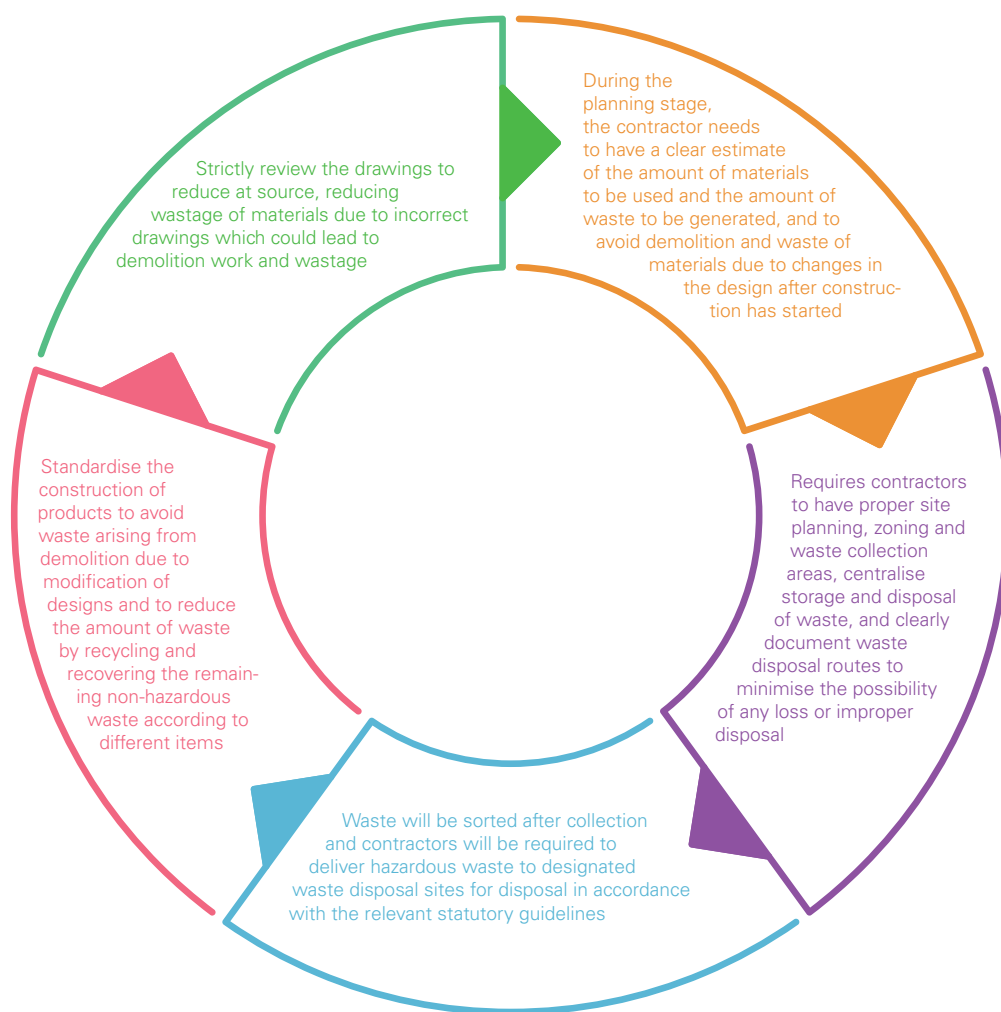 Strictly review the drawings to
reduce at source, reducing
wastage of materials due to incorrect
drawings which could lead to
demolition work and wastage
During the
planning stage,
the contractor needs
to have a clear estimate
of the amount of materials
to be used and the amount of
waste to be generated, and to
avoid demolition and waste of
materials due to changes in
the design after construc-
tion has started
Requires contractors
to have proper site
planning, zoning and
waste collection
areas, centralise
storage and disposal
of waste, and clearly
document waste
disposal routes to
minimise the possibility
of any loss or improper
disposal
Waste will be sorted after collection
and contractors will be required to
deliver hazardous waste to designated
waste disposal sites for disposal in accordance
with the relevant statutory guidelines
Standardise the
construction of
products to avoid
waste arising from
demolition due to
modification of
designs and to reduce
the amount of waste
by recycling and
recovering the remain-
ing non-hazardous
waste according to
different items